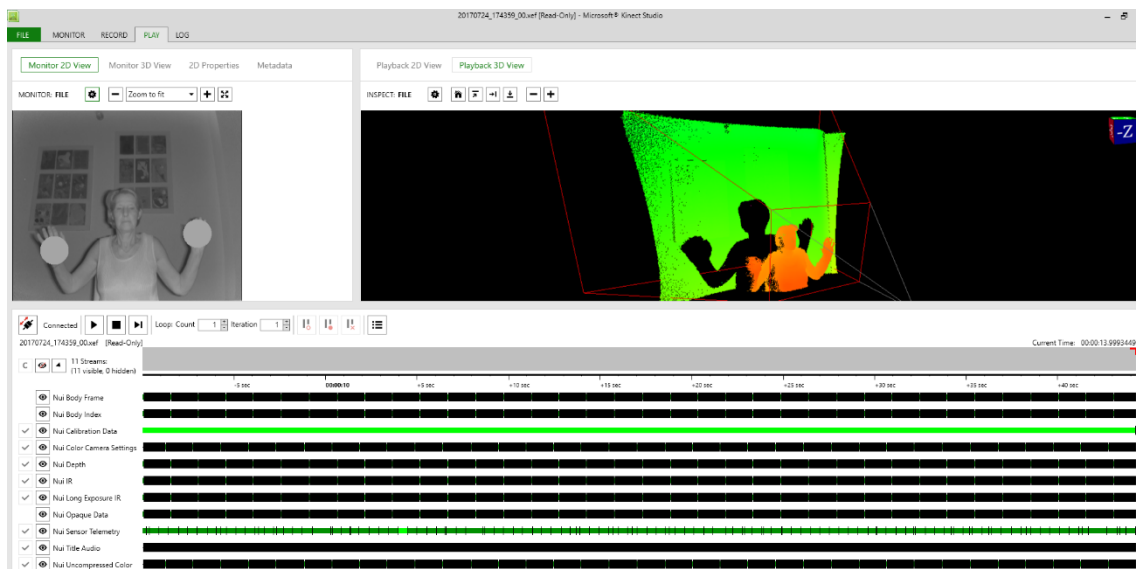 20170724_174359_00.xef [Read-Only] - Microsoft® Kinect Studio
FILE MONITOR RECORD PLAY LOG
Monitor 2D View Monitor 3D View 2D Properties Metadata
Playback 2D View Playback 3D View
MONITOR: FILE Zoom to fit
INSPECT: FILE
-Z
Connected Loop: Count 1 Iteration 1
20170724_174359_00.xef [Read-Only] Current Time: 00:00:13.9993449
C 11 Streams:
(11 visible, 0 hidden)
-5 sec 00:00:10 +5 sec +10 sec +15 sec +20 sec +25 sec +30 sec +35 sec +40 sec
Nui Body Frame
Nui Body Index
Nui Calibration Data
Nui Color Camera Settings
Nui Depth
Nui IR
Nui Long Exposure IR
Nui Opaque Data
Nui Sensor Telemetry
Nui Title Audio
Nui Uncompressed Color